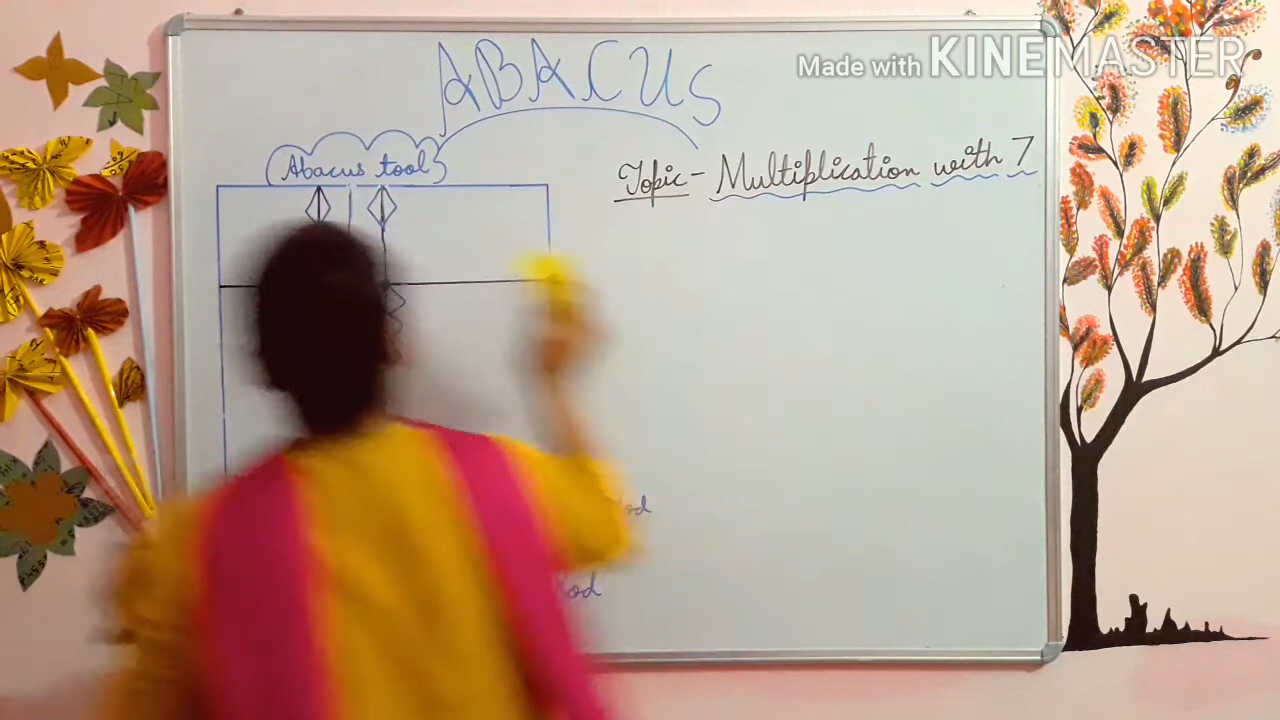 ABACUS
Made with KINEMASTER
Abacus tool
Topic - Multiplication with 7